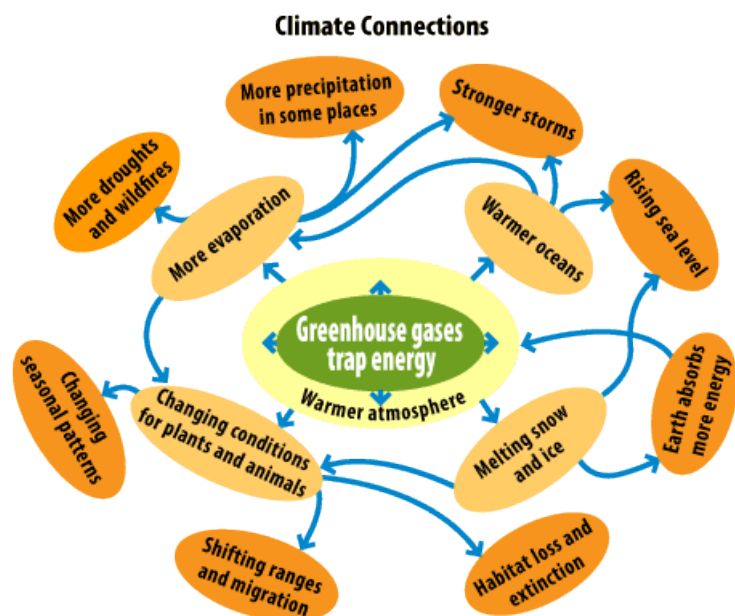 Climate Connections
More precipitation
in some places
Stronger storms
More droughts
and wildfires
More evaporation
Warmer oceans
Rising sea level
Greenhouse gases
trap energy
Warmer atmosphere
Changing
seasonal patterns
Changing conditions
for plants and animals
Melting snow
and ice
Earth absorbs
more energy
Shifting ranges
and migration
Habitat loss and
extinction